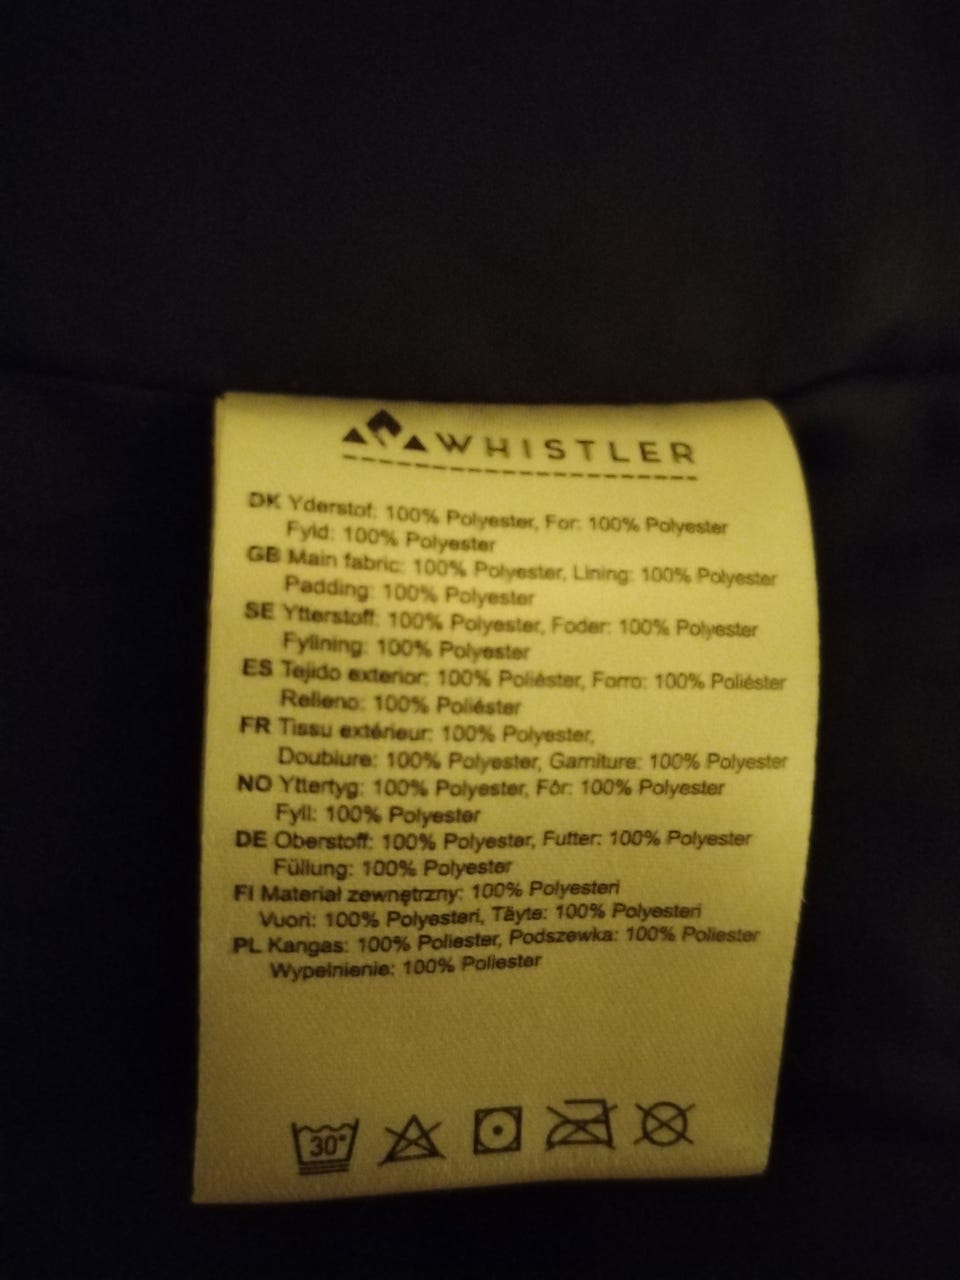 WHISTLER
DK Yderstof: 100% Polyester, For: 100% Polyester
Fyld: 100% Polyester
GB Main fabric: 100% Polyester, Lining: 100% Polyester
Padding: 100% Polyester
SE Ytterstoff: 100% Polyester, Foder: 100% Polyester
Fyllning: 100% Polyester
ES Tejido exterior: 100% Poliéster, Forro: 100% Poliéster
Relleno: 100% Poliéster
FR Tissu extérieur: 100% Polyester,
Doublure: 100% Polyester, Garniture: 100% Polyester
NO Yttertyg: 100% Polyester, Fôr: 100% Polyester
Fyll: 100% Polyester
DE Oberstoff: 100% Polyester, Futter: 100% Polyester
Füllung: 100% Polyester
FI Materiał zewnętrzny: 100% Polyesteri
Vuori: 100% Polyesteri, Täyte: 100% Polyesteri
PL Kangas: 100% Poliester, Podszewka: 100% Poliester
Wypełnienie: 100% Poliester
30°